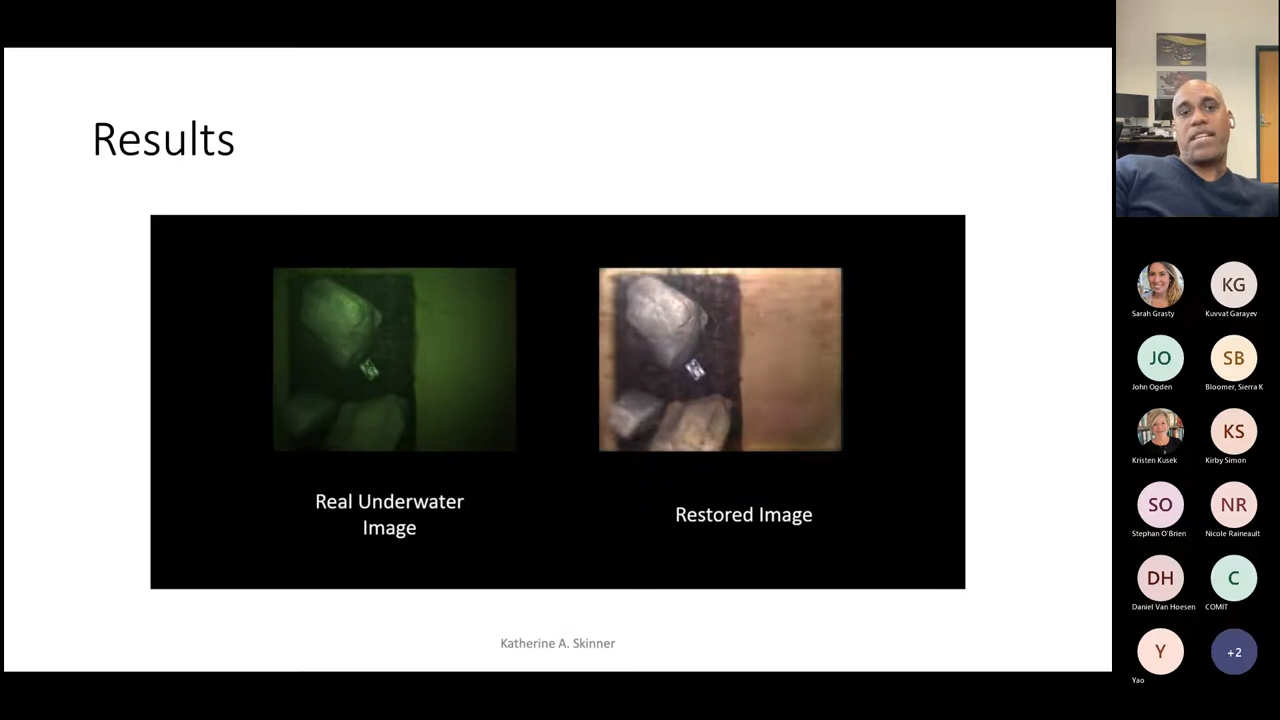 Results
Real Underwater
Image
Restored Image
Katherine A. Skinner
Sarah Grasty
KG
Kuvvat Garayev
JO
John Ogden
SB
Bloomer, Sierra K
Kristen Kusek
KS
Kirby Simon
SO
Stephan O'Brien
NR
Nicole Raineault
DH
Daniel Van Hoesen
C
COMIT
Y
Yao
+2